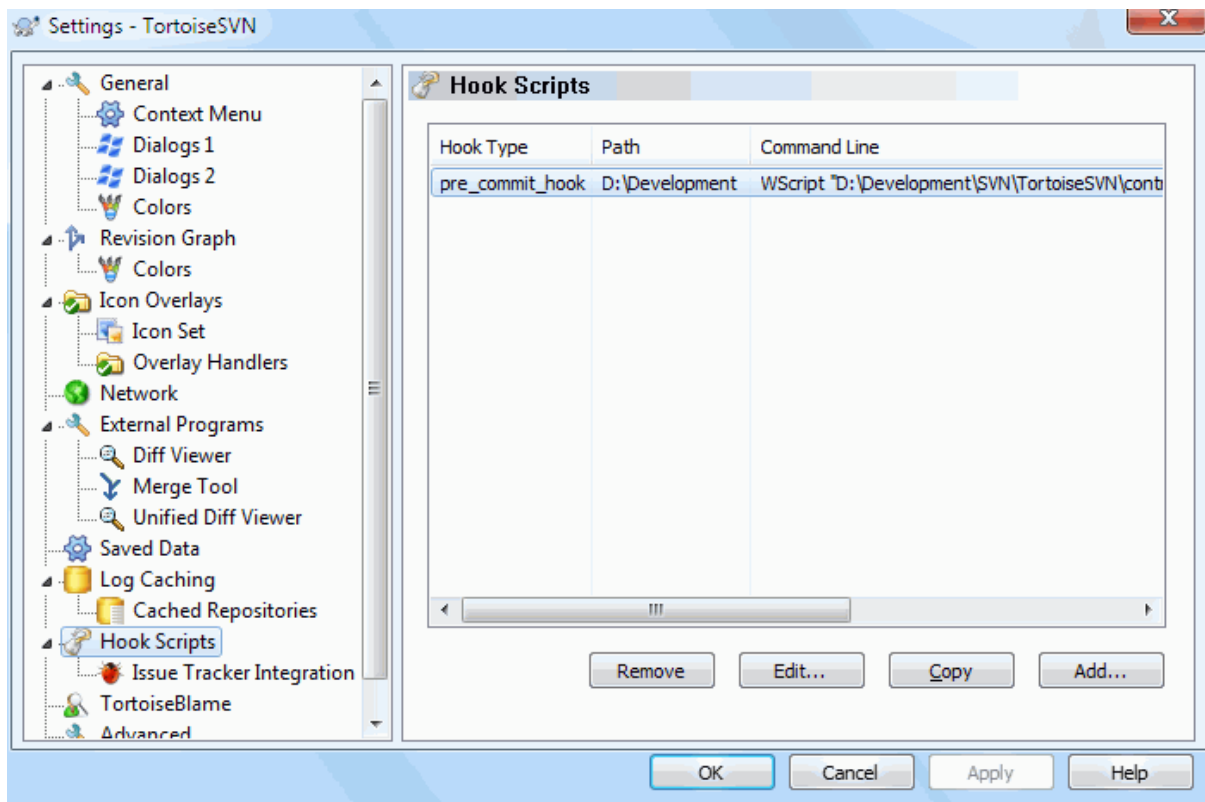 Settings - TortoiseSVN
General
Context Menu
Dialogs 1
Dialogs 2
Colors
Revision Graph
Colors
Icon Overlays
Icon Set
Overlay Handlers
Network
External Programs
Diff Viewer
Merge Tool
Unified Diff Viewer
Saved Data
Log Caching
Cached Repositories
Hook Scripts
Issue Tracker Integration
TortoiseBlame
Advanced
Hook Scripts
Hook Type Path Command Line
pre_commit_hook D:\Development WScript "D:\Development\SVN\TortoiseSVN\contr
Remove Edit... Copy Add...
OK Cancel Apply Help